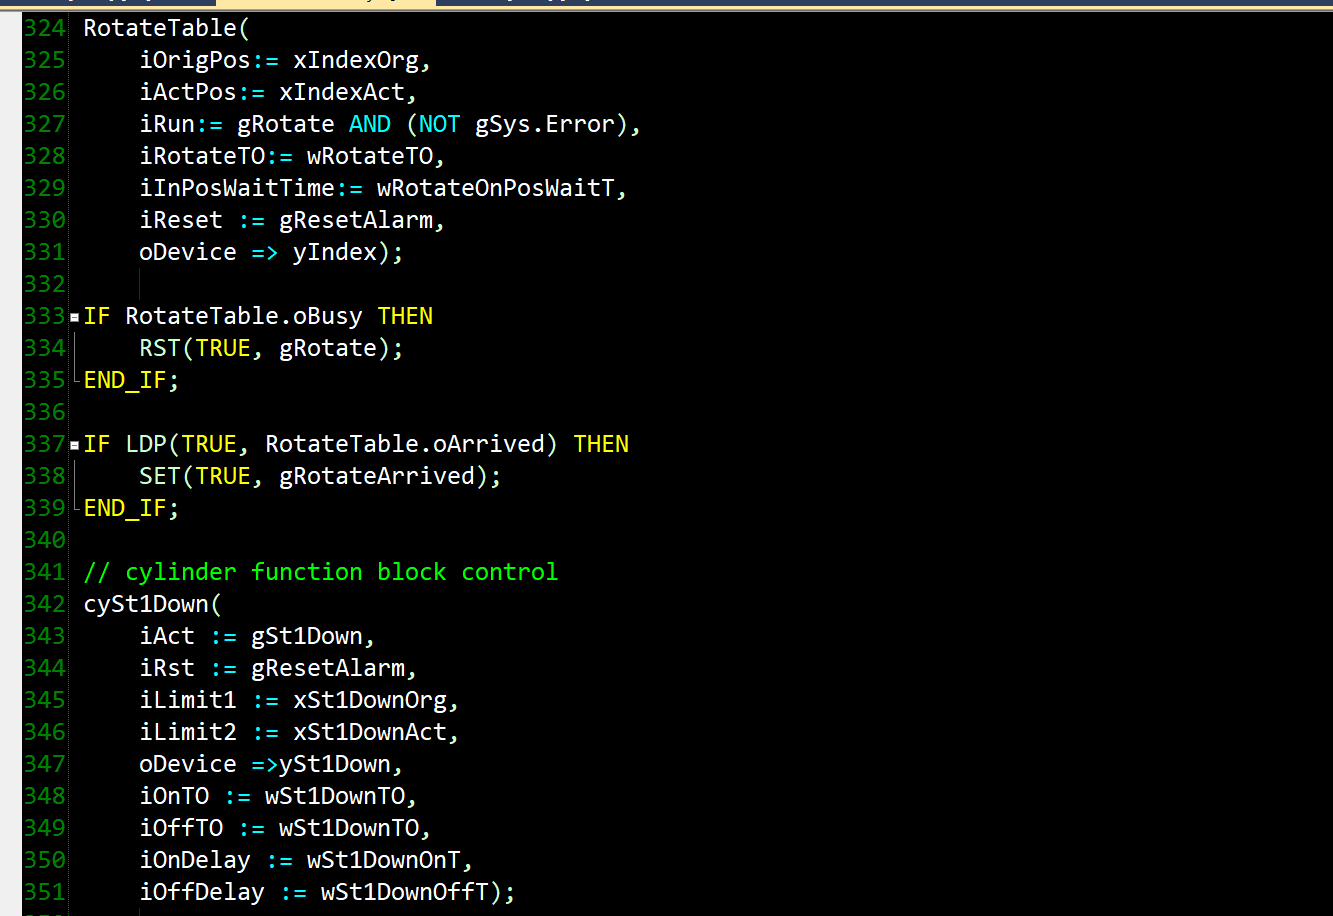 324 RotateTable(
325 iOrigPos:= xIndexOrg,
326 iActPos:= xIndexAct,
327 iRun:= gRotate AND (NOT gSys.Error),
328 iRotateTO:= wRotateTO,
329 iInPosWaitTime:= wRotateOnPosWaitT,
330 iReset := gResetAlarm,
331 oDevice => yIndex);
332
333 IF RotateTable.oBusy THEN
334 RST(TRUE, gRotate);
335 END_IF;
336
337 IF LDP(TRUE, RotateTable.oArrived) THEN
338 SET(TRUE, gRotateArrived);
339 END_IF;
340
341 // cylinder function block control
342 cySt1Down(
343 iAct := gSt1Down,
344 iRst := gResetAlarm,
345 iLimit1 := xSt1DownOrg,
346 iLimit2 := xSt1DownAct,
347 oDevice =>ySt1Down,
348 iOnTO := wSt1DownTO,
349 iOffTO := wSt1DownTO,
350 iOnDelay := wSt1DownOnT,
351 iOffDelay := wSt1DownOffT);